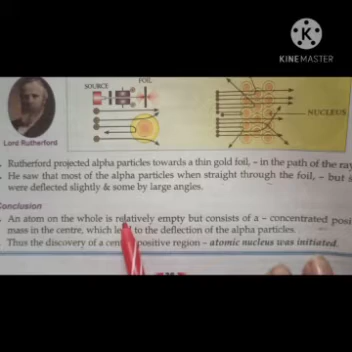 KINEMASTER
FOIL
SOURCE
NUCLEUS
Lord Rutherford
Rutherford projected alpha particles towards a thin gold foil, – in the path of the ray
He saw that most of the alpha particles when straight through the foil, – but
were deflected slightly & some by large angles.
Conclusion
An atom on the whole is relatively empty but consists of a – concentrated posi
mass in the centre, which led to the deflection of the alpha particles.
Thus the discovery of a positive region – atomic nucleus was initiated.